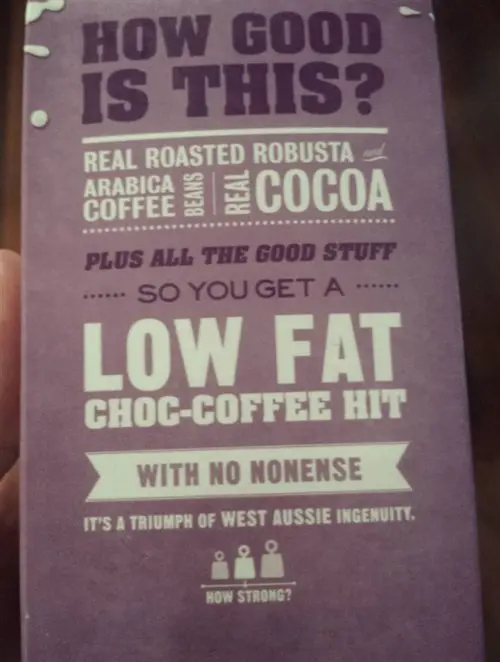 HOW GOOD
IS THIS?
REAL ROASTED ROBUSTA and
ARABICA COFFEE BEANS REAL COCOA
PLUS ALL THE GOOD STUFF
SO YOU GET A
LOW FAT
CHOC-COFFEE HIT
WITH NO NONENSE
IT'S A TRIUMPH OF WEST AUSSIE INGENUITY.
HOW STRONG?